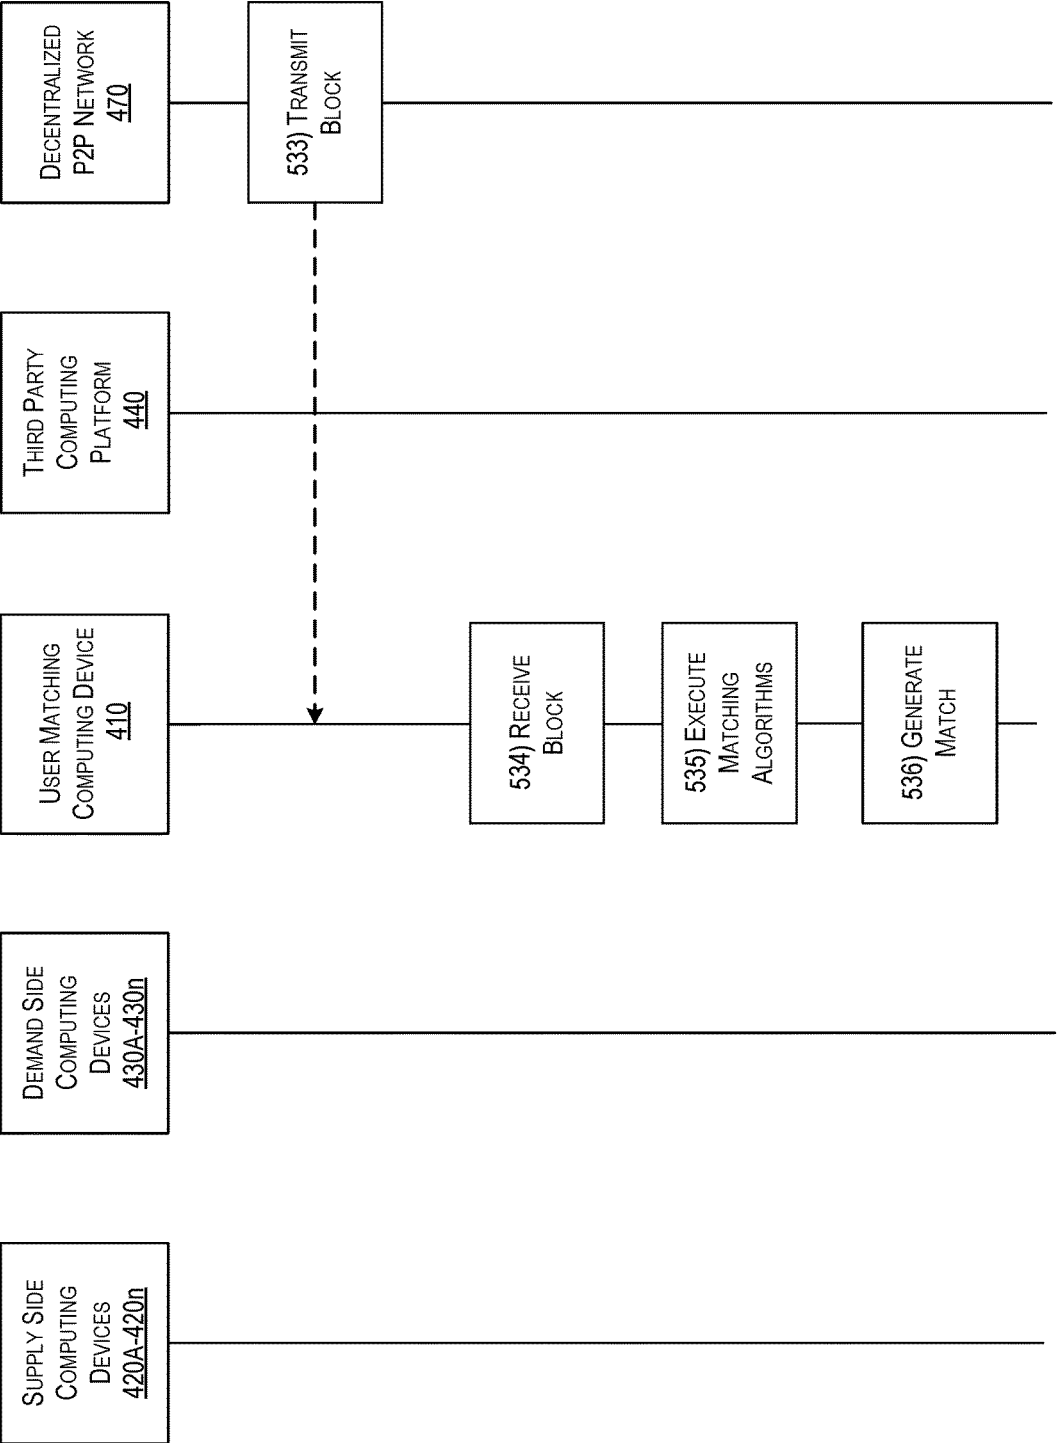 SUPPLY SIDE
COMPUTING
DEVICES
420A-420n
DEMAND SIDE
COMPUTING
DEVICES
430A-430n
USER MATCHING
COMPUTING DEVICE
410
THIRD PARTY
COMPUTING
PLATFORM
440
DECENTRALIZED
P2P NETWORK
470
533) TRANSMIT
BLOCK
534) RECEIVE
BLOCK
535) EXECUTE
MATCHING
ALGORITHMS
536) GENERATE
MATCH